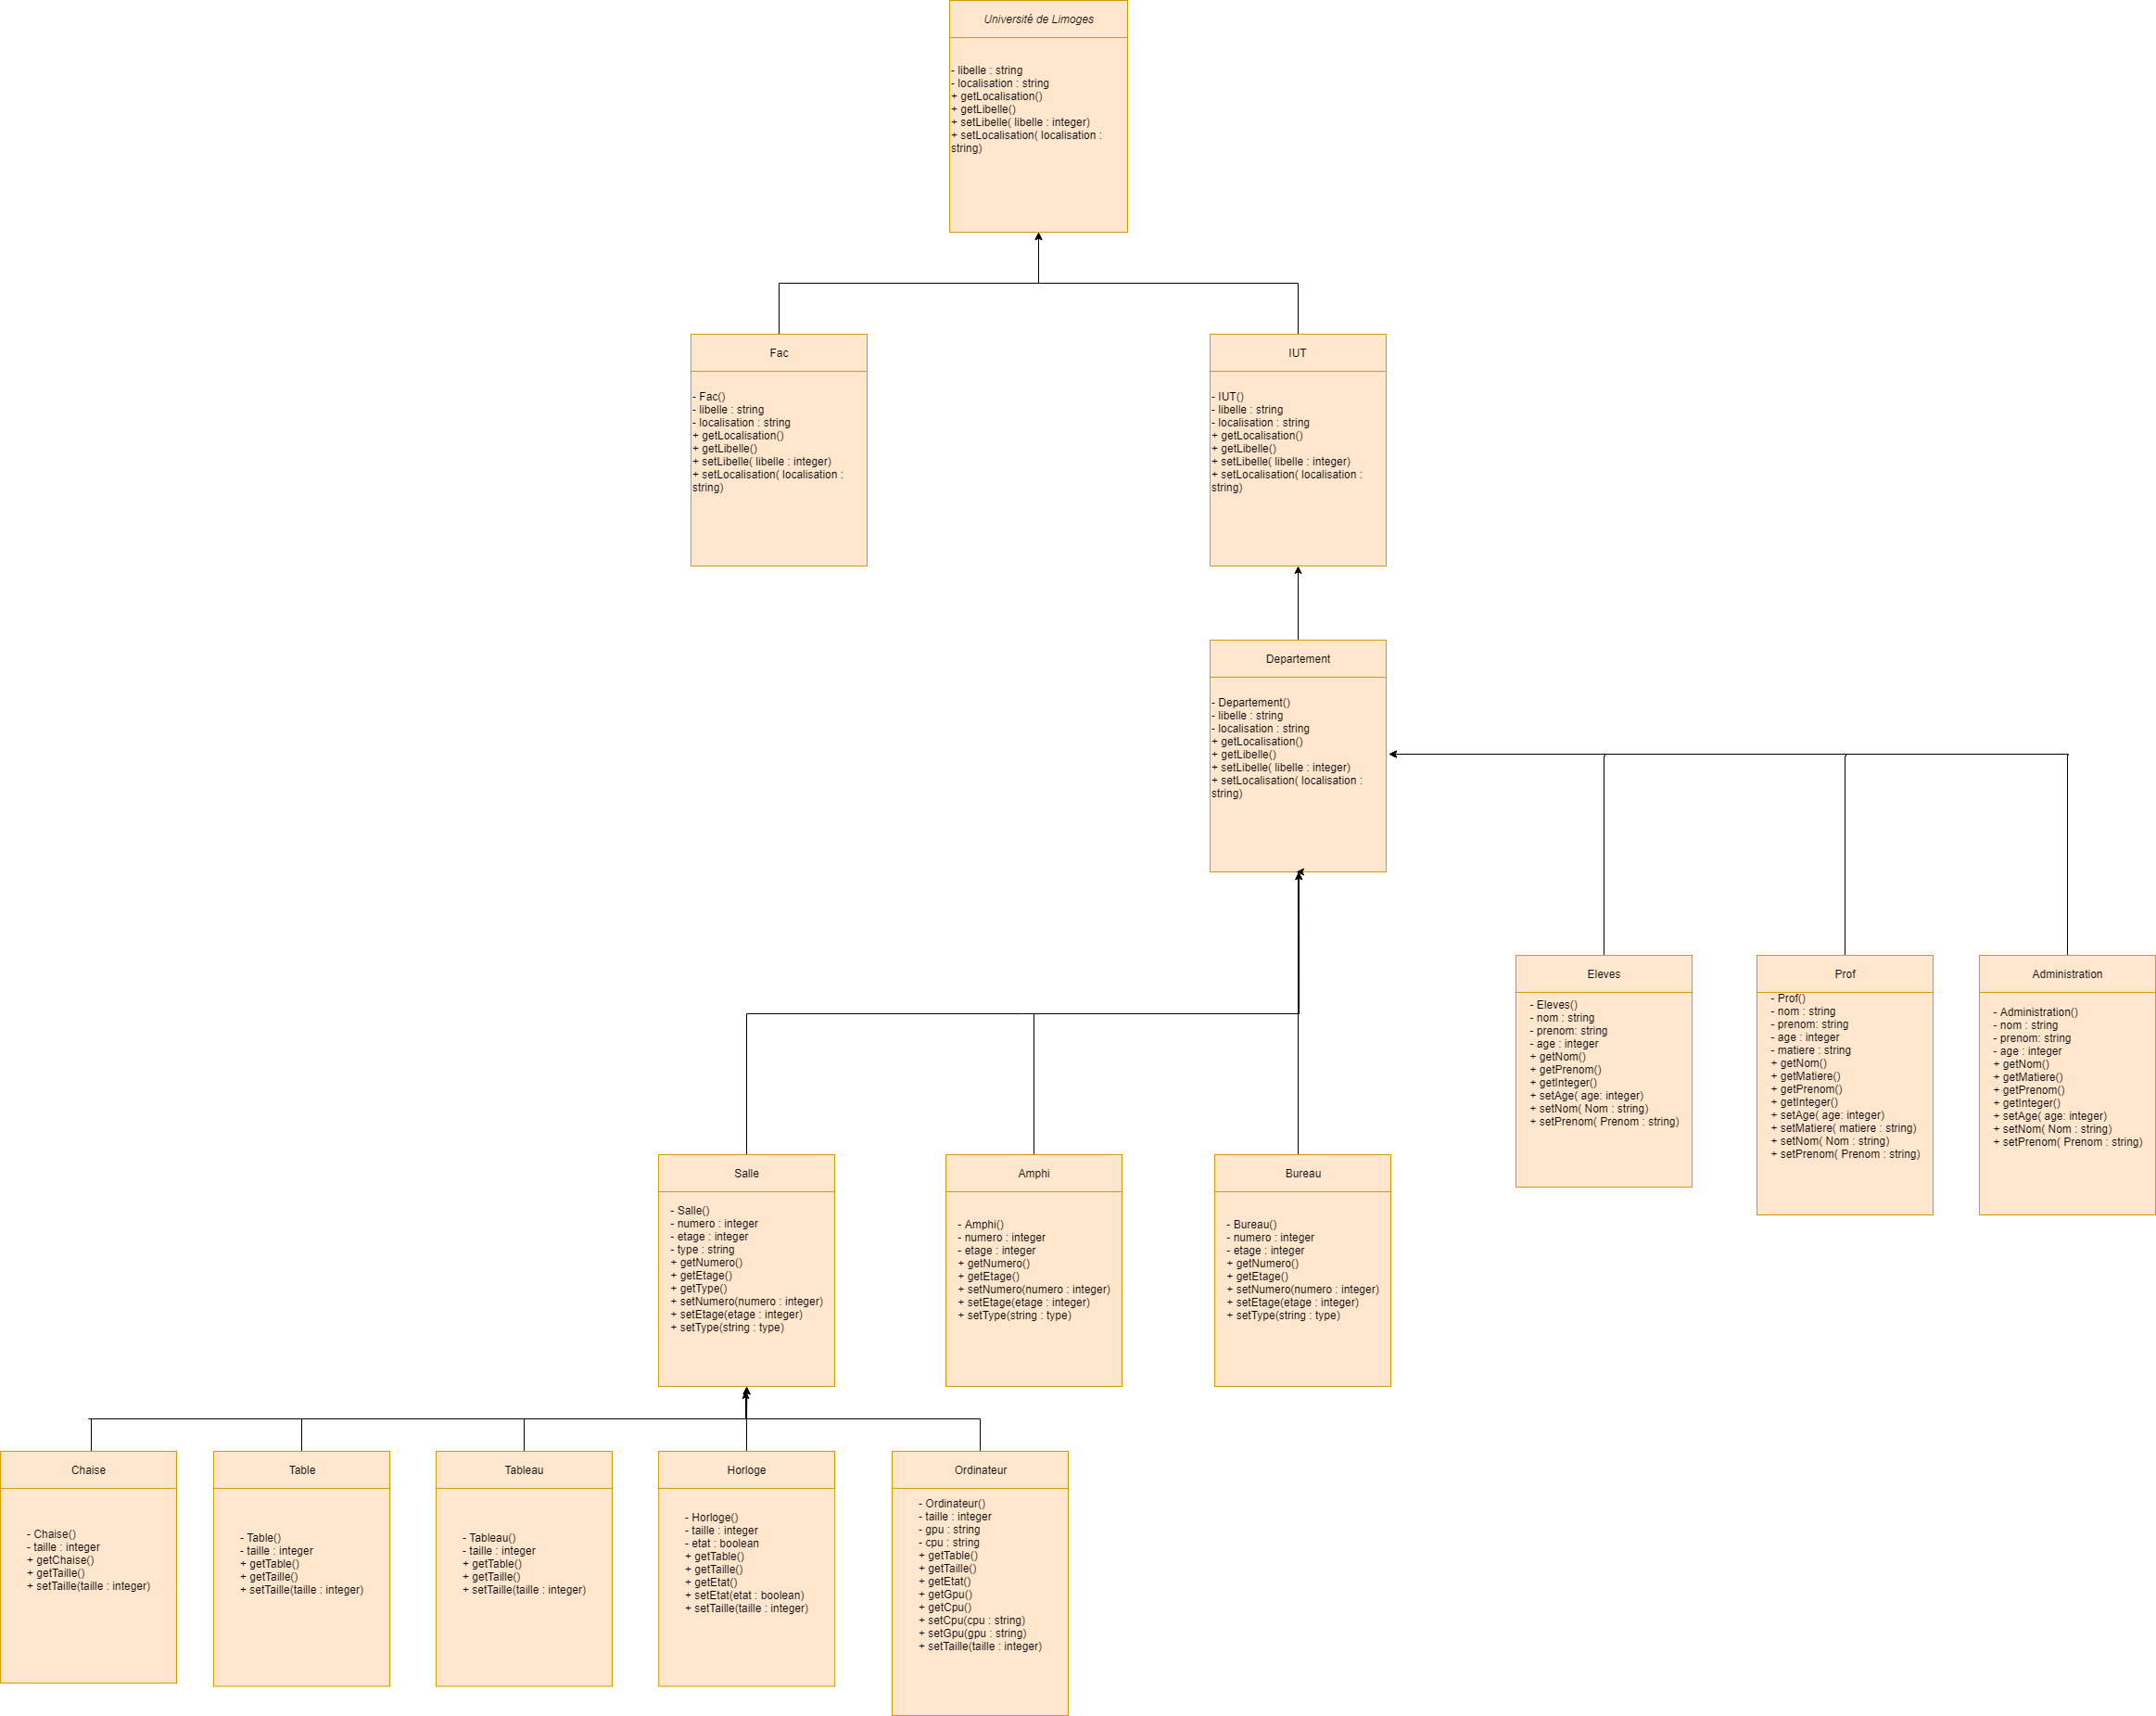 Université de Limoges
- libelle : string
- localisation : string
+ getLocalisation()
+ getLibelle()
+ setLibelle( libelle : integer)
+ setLocalisation( localisation :
string)
Fac
- Fac()
- libelle : string
- localisation : string
+ getLocalisation()
+ getLibelle()
+ setLibelle( libelle : integer)
+ setLocalisation( localisation :
string)
IUT
- IUT()
- libelle : string
- localisation : string
+ getLocalisation()
+ getLibelle()
+ setLibelle( libelle : integer)
+ setLocalisation( localisation :
string)
Departement
- Departement()
- libelle : string
- localisation : string
+ getLocalisation()
+ getLibelle()
+ setLibelle( libelle : integer)
+ setLocalisation( localisation :
string)
Eleves
- Eleves()
- nom : string
- prenom: string
- age : integer
+ getNom()
+ getPrenom()
+ getInteger()
+ setAge( age: integer)
+ setNom( Nom : string)
+ setPrenom( Prenom : string)
Prof
- Prof()
- nom : string
- prenom: string
- age : integer
- matiere : string
+ getNom()
+ getMatiere()
+ getPrenom()
+ getInteger()
+ setAge( age: integer)
+ setMatiere( matiere : string)
+ setNom( Nom : string)
+ setPrenom( Prenom : string)
Administration
- Administration()
- nom : string
- prenom: string
- age : integer
+ getNom()
+ getMatiere()
+ getPrenom()
+ getInteger()
+ setAge( age: integer)
+ setNom( Nom : string)
+ setPrenom( Prenom : string)
Salle
- Salle()
- numero : integer
- etage : integer
- type : string
+ getNumero()
+ getEtage()
+ getType()
+ setNumero(numero : integer)
+ setEtage(etage : integer)
+ setType(string : type)
Amphi
- Amphi()
- numero : integer
- etage : integer
+ getNumero()
+ getEtage()
+ setNumero(numero : integer)
+ setEtage(etage : integer)
+ setType(string : type)
Bureau
- Bureau()
- numero : integer
- etage : integer
+ getNumero()
+ getEtage()
+ setNumero(numero : integer)
+ setEtage(etage : integer)
+ setType(string : type)
Chaise
- Chaise()
- taille : integer
+ getChaise()
+ getTaille()
+ setTaille(taille : integer)
Table
- Table()
- taille : integer
+ getTable()
+ getTaille()
+ setTaille(taille : integer)
Tableau
- Tableau()
- taille : integer
+ getTable()
+ getTaille()
+ setTaille(taille : integer)
Horloge
- Horloge()
- taille : integer
- etat : boolean
+ getTable()
+ getTaille()
+ getEtat()
+ setEtat(etat : boolean)
+ setTaille(taille : integer)
Ordinateur
- Ordinateur()
- taille : integer
- gpu : string
- cpu : string
+ getTable()
+ getTaille()
+ getEtat()
+ getGpu()
+ getCpu()
+ setCpu(cpu : string)
+ setGpu(gpu : string)
+ setTaille(taille : integer)